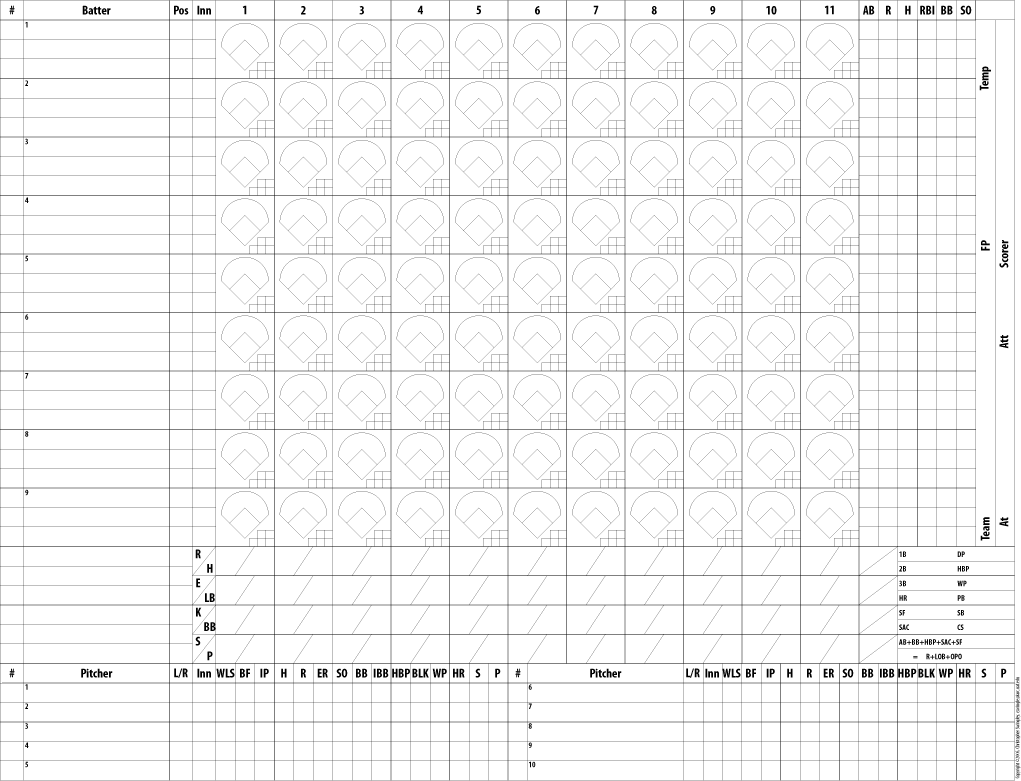 # Batter Pos Inn 1 2 3 4 5 6 7 8 9 10 11 AB R H RBI BB SO
1
2
3
4
5
6
7
8
9
Temp
FP
Team
Scorer
Att
At
R
H
E
LB
K
BB
S
P
1B DP
2B HBP
3B WP
HR PB
SF SB
SAC CS
AB+BB+HBP+SAC+SF
= R+LOB+OPO
# Pitcher L/R Inn WLS BF IP H R ER SO BB IBB HBP BLK WP HR S P # Pitcher L/R Inn WLS BF IP H R ER SO BB IBB HBP BLK WP HR S P
1 6
2 7
3 8
4 9
5 10